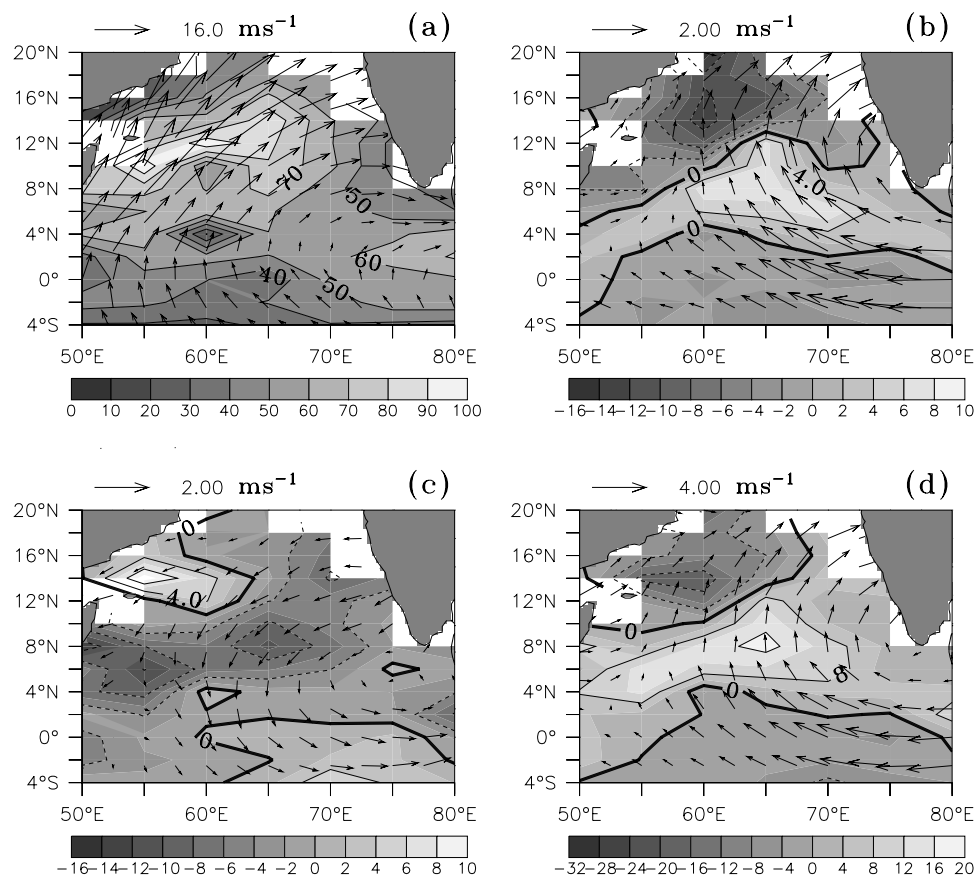 16.0 ms⁻¹ (a)
20°N
16°N
12°N
8°N
4°N
0°
4°S
70
50
60
40
50
50°E 60°E 70°E 80°E
0 10 20 30 40 50 60 70 80 90 100
2.00 ms⁻¹ (b)
20°N
16°N
12°N
8°N
4°N
0°
4°S
0
4.0
0
50°E 60°E 70°E 80°E
-16-14-12-10 -8 -6 -4 -2 0 2 4 6 8 10
2.00 ms⁻¹ (c)
20°N
16°N
12°N
8°N
4°N
0°
4°S
0
4.0
0
50°E 60°E 70°E 80°E
-16-14-12-10 -8 -6 -4 -2 0 2 4 6 8 10
4.00 ms⁻¹ (d)
20°N
16°N
12°N
8°N
4°N
0°
4°S
0
8
0
50°E 60°E 70°E 80°E
-32-28-24-20-16-12 -8 -4 0 4 8 12 16 20